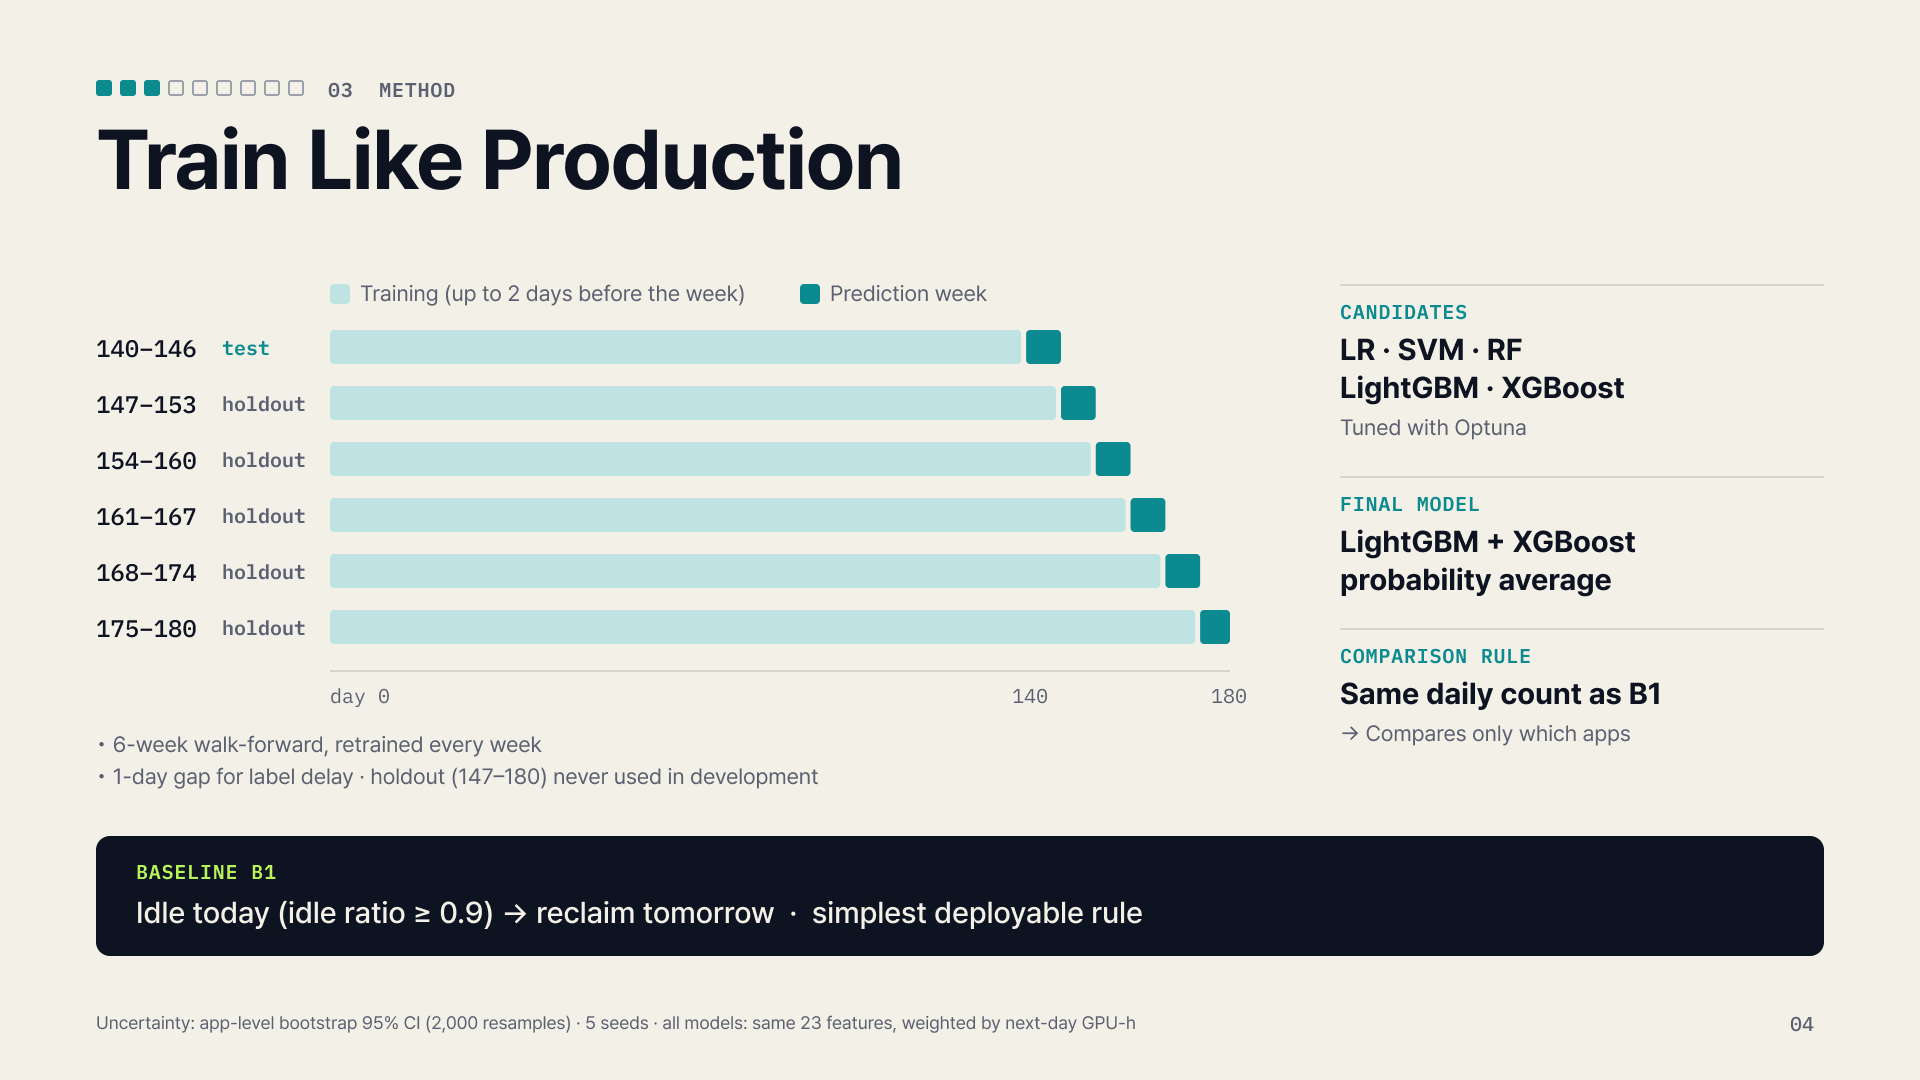 03 METHOD
Train Like Production
Training (up to 2 days before the week)
Prediction week
140–146 test
147–153 holdout
154–160 holdout
161–167 holdout
168–174 holdout
175–180 holdout
day 0 140 180
• 6-week walk-forward, retrained every week
• 1-day gap for label delay · holdout (147–180) never used in development
CANDIDATES
LR · SVM · RF
LightGBM · XGBoost
Tuned with Optuna
FINAL MODEL
LightGBM + XGBoost
probability average
COMPARISON RULE
Same daily count as B1
→ Compares only which apps
BASELINE B1
Idle today (idle ratio ≥ 0.9) → reclaim tomorrow · simplest deployable rule
Uncertainty: app-level bootstrap 95% CI (2,000 resamples) · 5 seeds · all models: same 23 features, weighted by next-day GPU-h
04